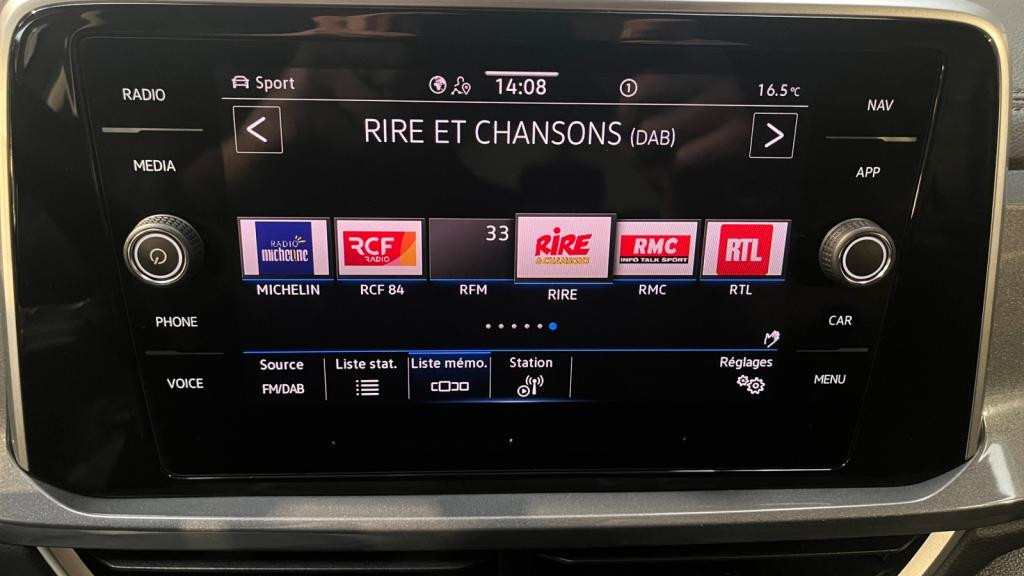 RADIO
MEDIA
PHONE
VOICE
Sport
14:08
1
16.5°C
<
RIRE ET CHANSONS (DAB)
>
RADIO
micheline
RCF
RADIO
33
RIRE
& CHANSONS
RMC
INFO TALK SPORT
RTL
MICHELIN
RCF 84
RFM
RIRE
RMC
RTL
Source
FM/DAB
Liste stat.
Liste mémo.
Station
Réglages
NAV
APP
CAR
MENU